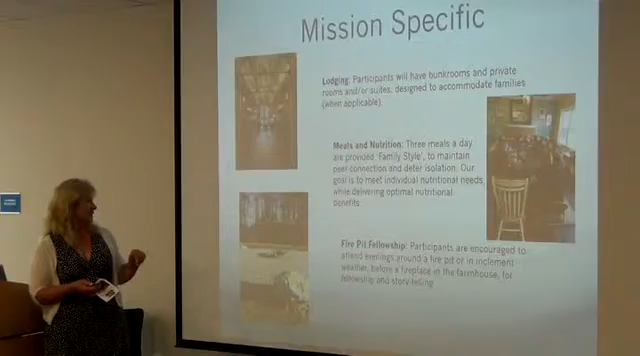 Mission Specific
Lodging: Participants will have bunkrooms and private
rooms and/or suites, designed to accommodate families
(when applicable).
Meals and Nutrition: Three meals a day
are provided 'Family Style', to maintain
peer connection and deter isolation. Our
goal is to meet individual nutritional needs,
while delivering optimal nutritional
benefits.
Fire Pit Fellowship: Participants are encouraged to
attend evenings around a fire pit or in inclement
weather, before a fireplace in the farmhouse, for
fellowship and story-telling.